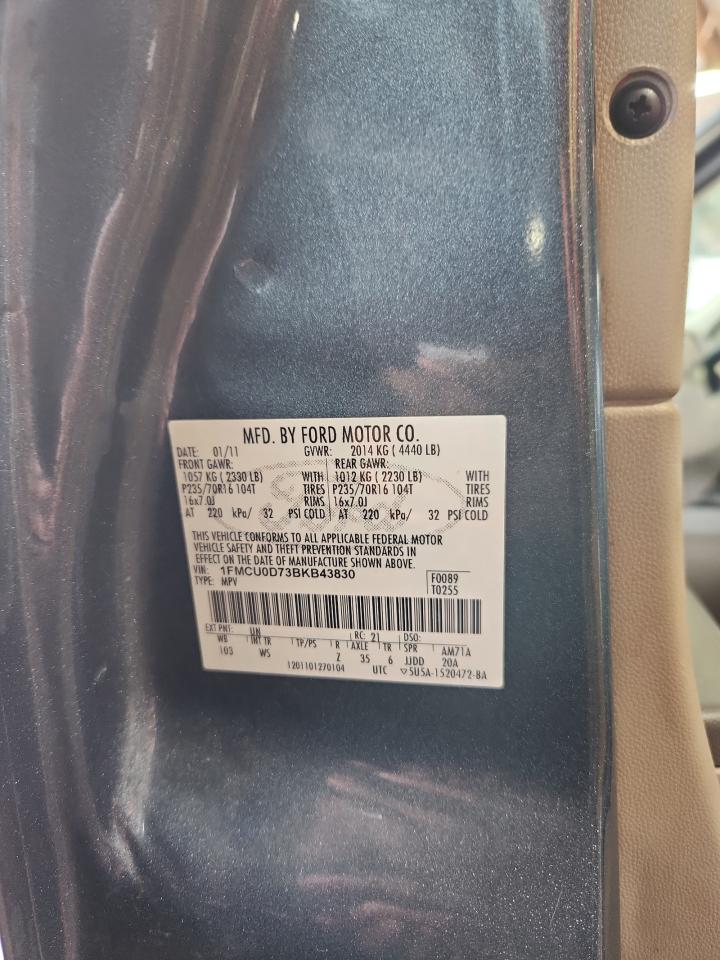 MFD. BY FORD MOTOR CO.
DATE: 01/11 GVWR: 2014 KG ( 4440 LB)
FRONT GAWR: REAR GAWR:
1057 KG ( 2330 LB) WITH 1012 KG ( 2230 LB) WITH
P235/70R16 104T TIRES P235/70R16 104T TIRES
16x7.0J RIMS 16x7.0J RIMS
AT 220 kPa/ 32 PSI COLD AT 220 kPa/ 32 PSI COLD
THIS VEHICLE CONFORMS TO ALL APPLICABLE FEDERAL MOTOR
VEHICLE SAFETY AND THEFT PREVENTION STANDARDS IN
EFFECT ON THE DATE OF MANUFACTURE SHOWN ABOVE.
VIN: 1FMCU0D73BKB43830 F0089
TYPE: MPV T0255
EXT PNT: UN RC: 21 DSO:
WB INT TR TP/PS R AXLE TR SPR AM71A
103 WS Z 35 6 JJDD 20A
1201101270104 UTC ▽5U5A-1520472-BA